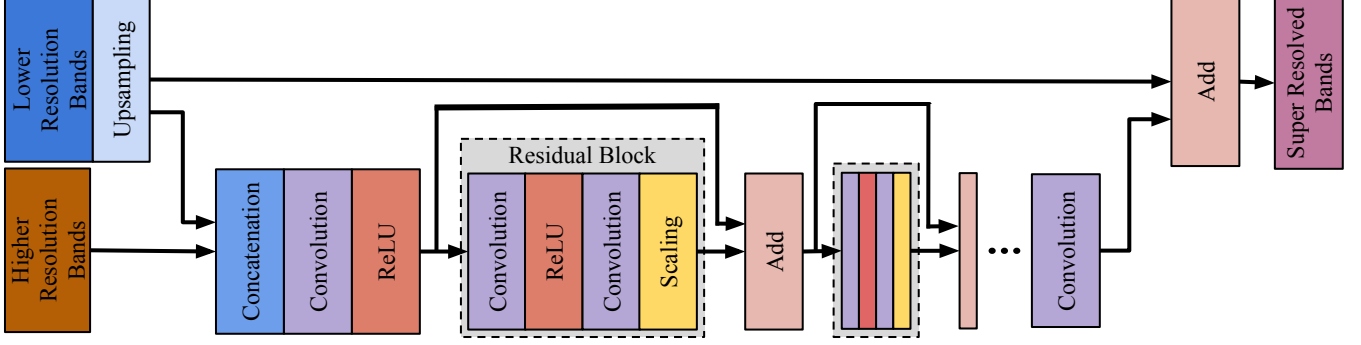 Lower
Resolution
Bands
Upsampling
Higher
Resolution
Bands
Concatenation
Convolution
ReLU
Residual Block
Convolution
ReLU
Convolution
Scaling
Add
Convolution
Add
Super Resolved
Bands